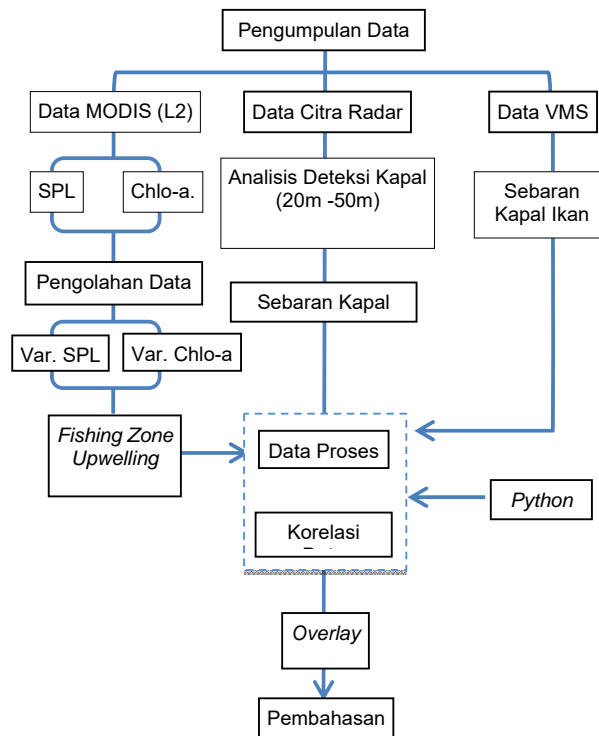 Pengumpulan Data
Data MODIS (L2)
Data Citra Radar
Data VMS
SPL
Chlo-a.
Analisis Deteksi Kapal
(20m -50m)
Sebaran
Kapal Ikan
Pengolahan Data
Sebaran Kapal
Var. SPL
Var. Chlo-a
Fishing Zone
Upwelling
Data Proses
Python
Korelasi
Overlay
Pembahasan